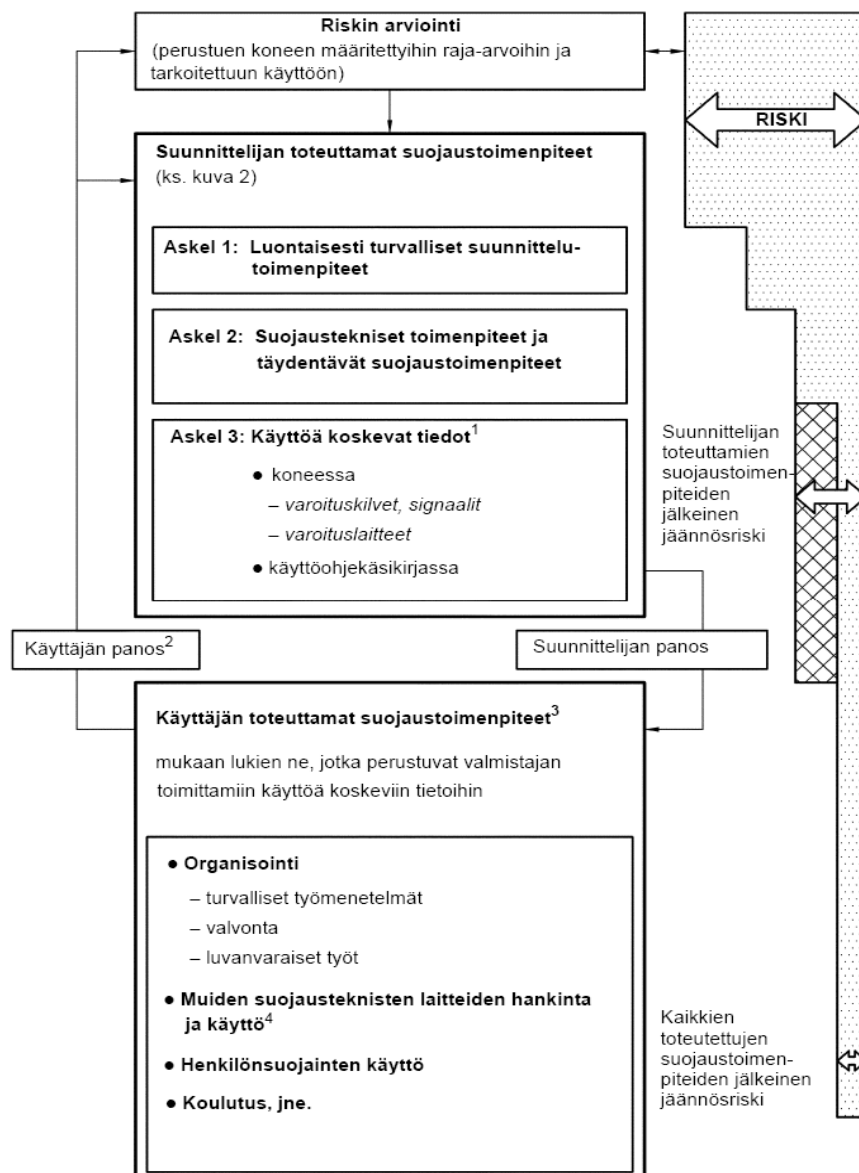 Riskin arviointi
(perustuen koneen määritettyihin raja-arvoihin ja
tarkoitettuun käyttöön)
RISKI
Suunnittelijan toteuttamat suojaustoimenpiteet
(ks. kuva 2)
Askel 1: Luontaisesti turvalliset suunnittelu-
toimenpiteet
Askel 2: Suojaustekniset toimenpiteet ja
täydentävät suojaustoimenpiteet
Askel 3: Käyttöä koskevat tiedot1
● koneessa
– varoituskilvet, signaalit
– varoituslaitteet
● käyttöohjekäsikirjassa
Suunnittelijan
toteuttamien
suojaustoimen-
piteiden
jälkeinen
jäännösriski
Käyttäjän panos2
Suunnittelijan panos
Käyttäjän toteuttamat suojaustoimenpiteet3
mukaan lukien ne, jotka perustuvat valmistajan
toimittamiin käyttöä koskeviin tietoihin
● Organisointi
– turvalliset työmenetelmät
– valvonta
– luvanvaraiset työt
● Muiden suojausteknisten laitteiden hankinta
ja käyttö4
● Henkilönsuojainten käyttö
● Koulutus, jne.
Kaikkien
toteutettujen
suojaustoimen-
piteiden jälkeinen
jäännösriski